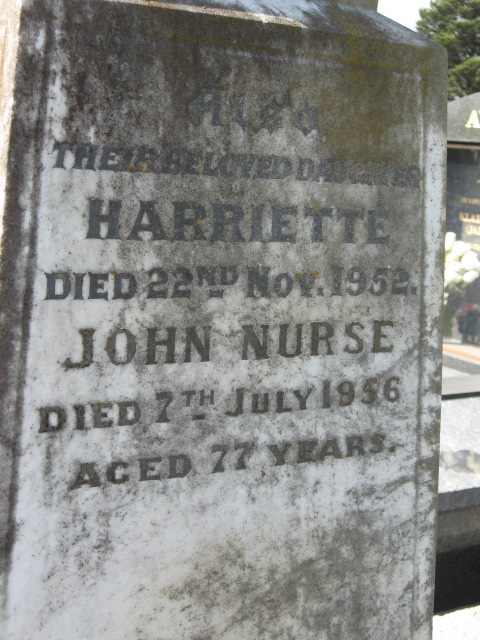 Also
THEIR BELOVED DAUGHTER
HARRIETTE
DIED 22ND NOV. 1952.
JOHN NURSE
DIED 7TH JULY 1956
AGED 77 YEARS.